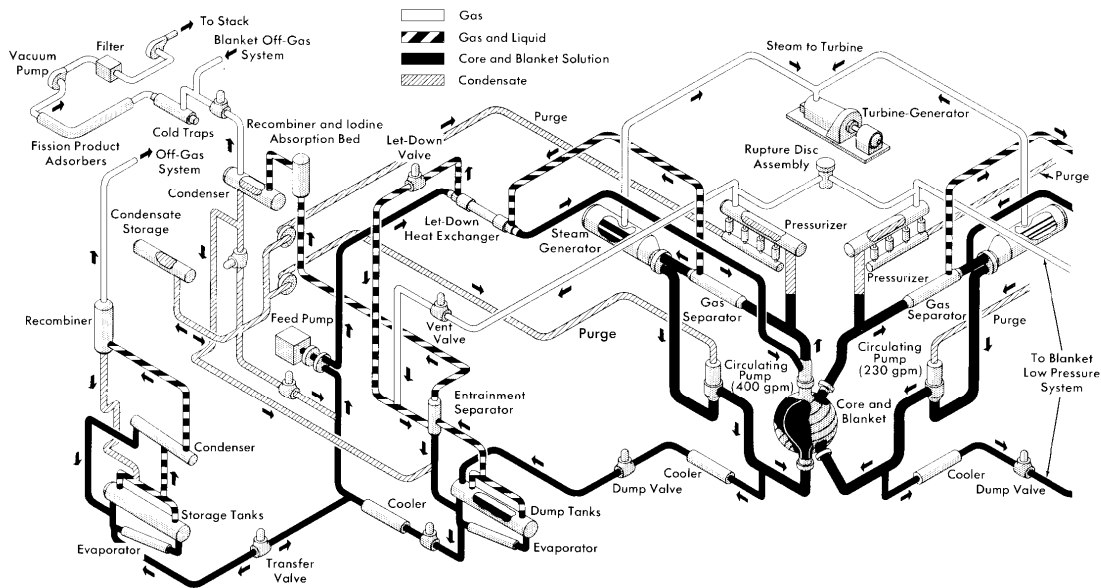 To Stack
Gas
Gas and Liquid
Core and Blanket Solution
Condensate
Blanket Off-Gas
System
Filter
Vacuum
Pump
Cold Traps
Fission Product
Adsorbers
Off-Gas
System
Recombiner and Iodine
Absorption Bed
Condenser
Condensate
Storage
Let-Down
Valve
Purge
Let-Down
Heat Exchanger
Steam to Turbine
Turbine-Generator
Rupture Disc
Assembly
Purge
Steam
Generator
Pressurizer
Pressurizer
Gas
Separator
Gas
Separator
Recombiner
Feed Pump
Vent
Valve
Purge
Purge
Circulating
Pump
(400 gpm)
Circulating
Pump
(230 gpm)
To Blanket
Low Pressure
System
Entrainment
Separator
Core and
Blanket
Condenser
Storage Tanks
Evaporator
Transfer
Valve
Cooler
Dump Tanks
Evaporator
Dump Valve
Cooler
Cooler
Dump Valve